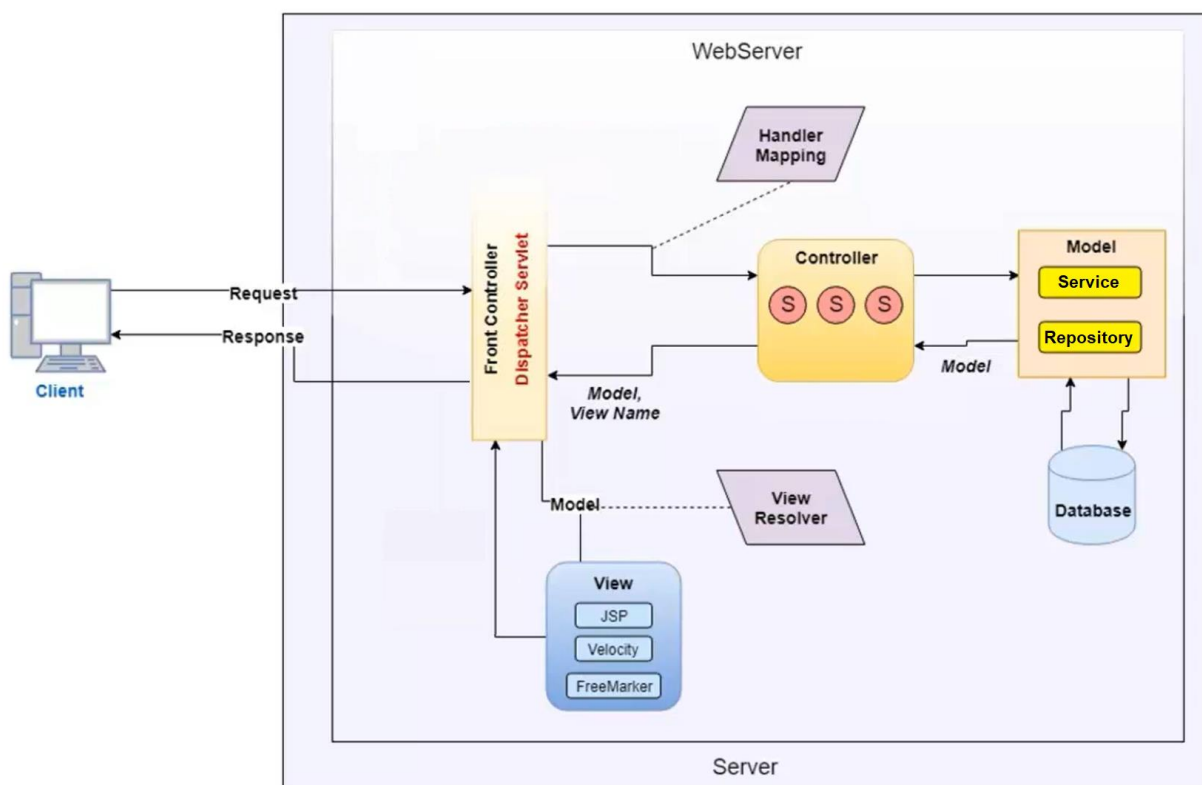 WebServer
Handler
Mapping
Front Controller
Dispatcher Servlet
Controller
S S S
Model
Service
Repository
Request
Response
Client
Model,
View Name
Model
Model
View
Resolver
Database
View
JSP
Velocity
FreeMarker
Server